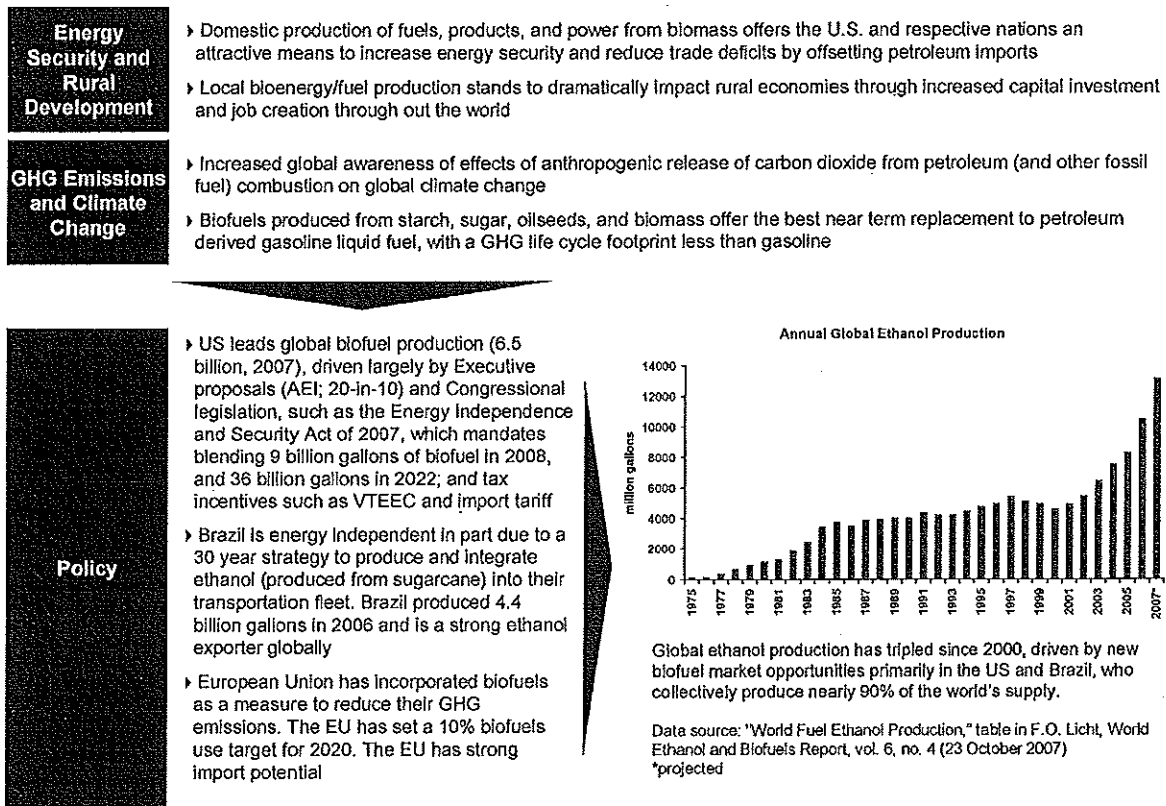 Energy
Security and
Rural
Development
› Domestic production of fuels, products, and power from biomass offers the U.S. and respective nations an
attractive means to increase energy security and reduce trade deficits by offsetting petroleum imports
› Local bioenergy/fuel production stands to dramatically impact rural economies through increased capital investment
and job creation through out the world
GHG Emissions
and Climate
Change
› Increased global awareness of effects of anthropogenic release of carbon dioxide from petroleum (and other fossil
fuel) combustion on global climate change
› Biofuels produced from starch, sugar, oilseeds, and biomass offer the best near term replacement to petroleum
derived gasoline liquid fuel, with a GHG life cycle footprint less than gasoline
Policy
› US leads global biofuel production (6.5
billion, 2007), driven largely by Executive
proposals (AEI; 20-in-10) and Congressional
legislation, such as the Energy Independence
and Security Act of 2007, which mandates
blending 9 billion gallons of biofuel in 2008,
and 36 billion gallons in 2022; and tax
incentives such as VTEEC and import tariff
› Brazil is energy independent in part due to a
30 year strategy to produce and integrate
ethanol (produced from sugarcane) into their
transportation fleet. Brazil produced 4.4
billion gallons in 2006 and is a strong ethanol
exporter globally
› European Union has incorporated biofuels
as a measure to reduce their GHG
emissions. The EU has set a 10% biofuels
use target for 2020. The EU has strong
import potential
Annual Global Ethanol Production
million gallons
14000
12000
10000
8000
6000
4000
2000
0
1975
1977
1979
1981
1983
1985
1987
1989
1991
1993
1995
1997
1999
2001
2003
2005
2007*
Global ethanol production has tripled since 2000, driven by new
biofuel market opportunities primarily in the US and Brazil, who
collectively produce nearly 90% of the world's supply.
Data source: "World Fuel Ethanol Production," table in F.O. Licht, World
Ethanol and Biofuels Report, vol. 6, no. 4 (23 October 2007)
*projected